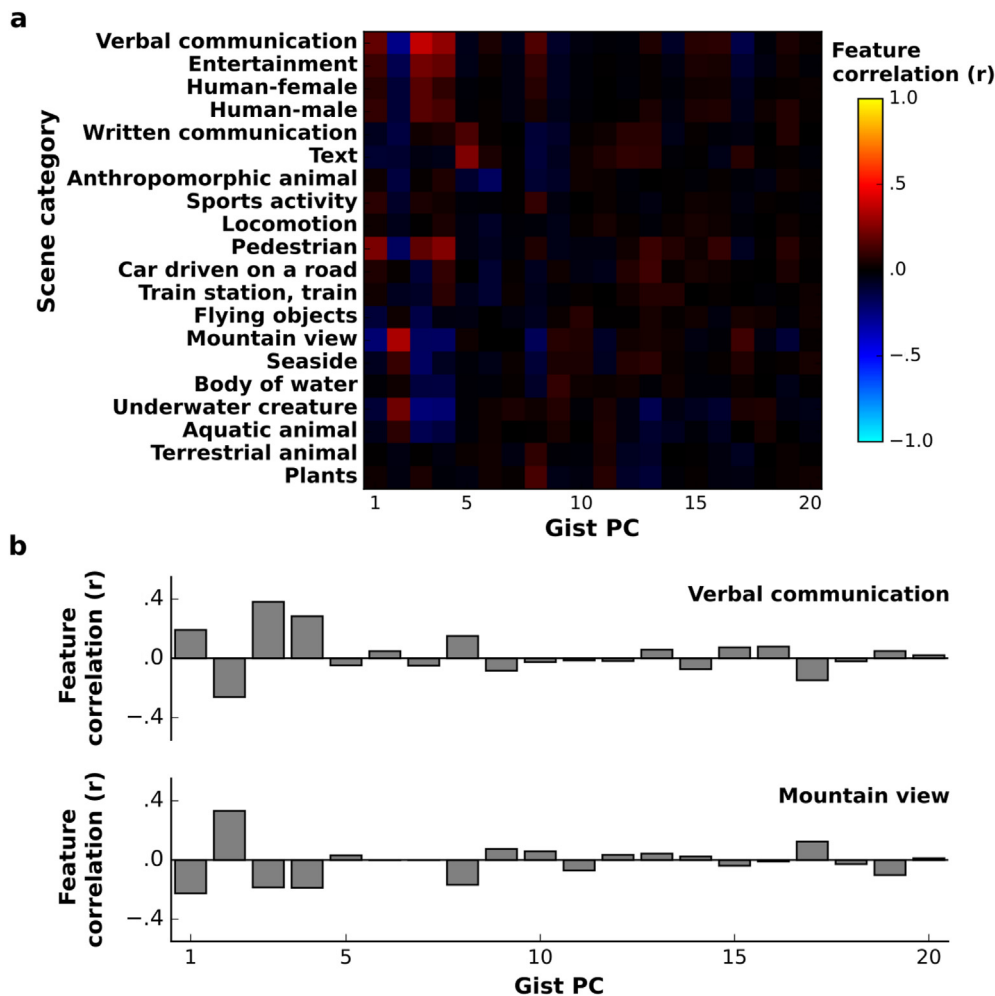 a
Verbal communication
Entertainment
Human-female
Human-male
Written communication
Text
Anthropomorphic animal
Sports activity
Locomotion
Pedestrian
Car driven on a road
Train station, train
Flying objects
Mountain view
Seaside
Body of water
Underwater creature
Aquatic animal
Terrestrial animal
Plants
Scene category
1 5 10 15 20
Gist PC
Feature
correlation (r)
1.0
.5
.0
−.5
−1.0
b
Feature
correlation (r)
.4
.0
−.4
Verbal communication
Feature
correlation (r)
.4
.0
−.4
Mountain view
1 5 10 15 20
Gist PC